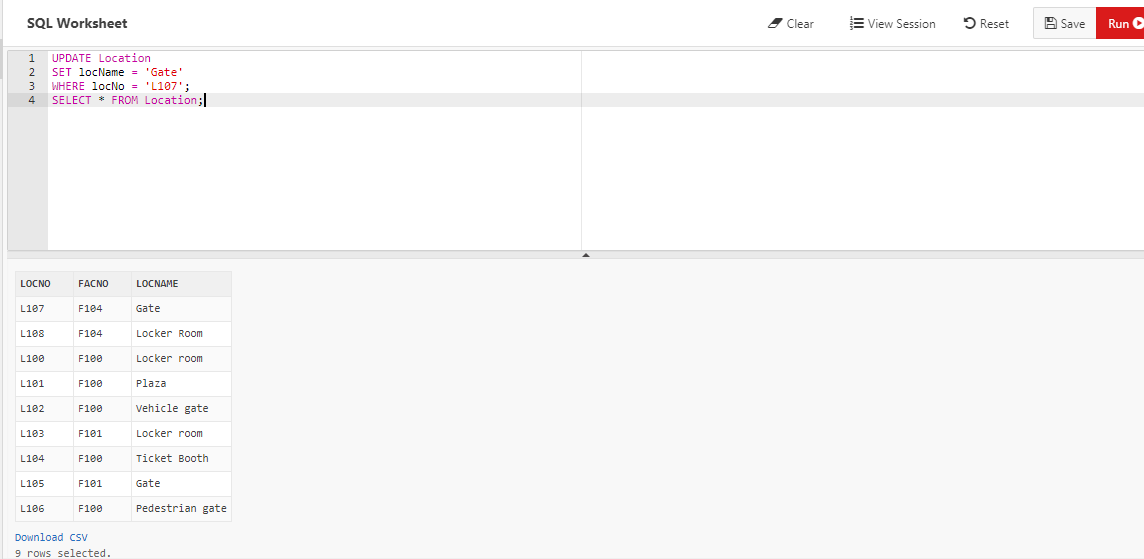 SQL Worksheet
Clear View Session Reset Save Run
1 UPDATE Location
2 SET locName = 'Gate'
3 WHERE locNo = 'L107';
4 SELECT * FROM Location;
LOCNO FACNO LOCNAME
L107 F104 Gate
L108 F104 Locker Room
L100 F100 Locker room
L101 F100 Plaza
L102 F100 Vehicle gate
L103 F101 Locker room
L104 F100 Ticket Booth
L105 F101 Gate
L106 F100 Pedestrian gate
Download CSV
9 rows selected.